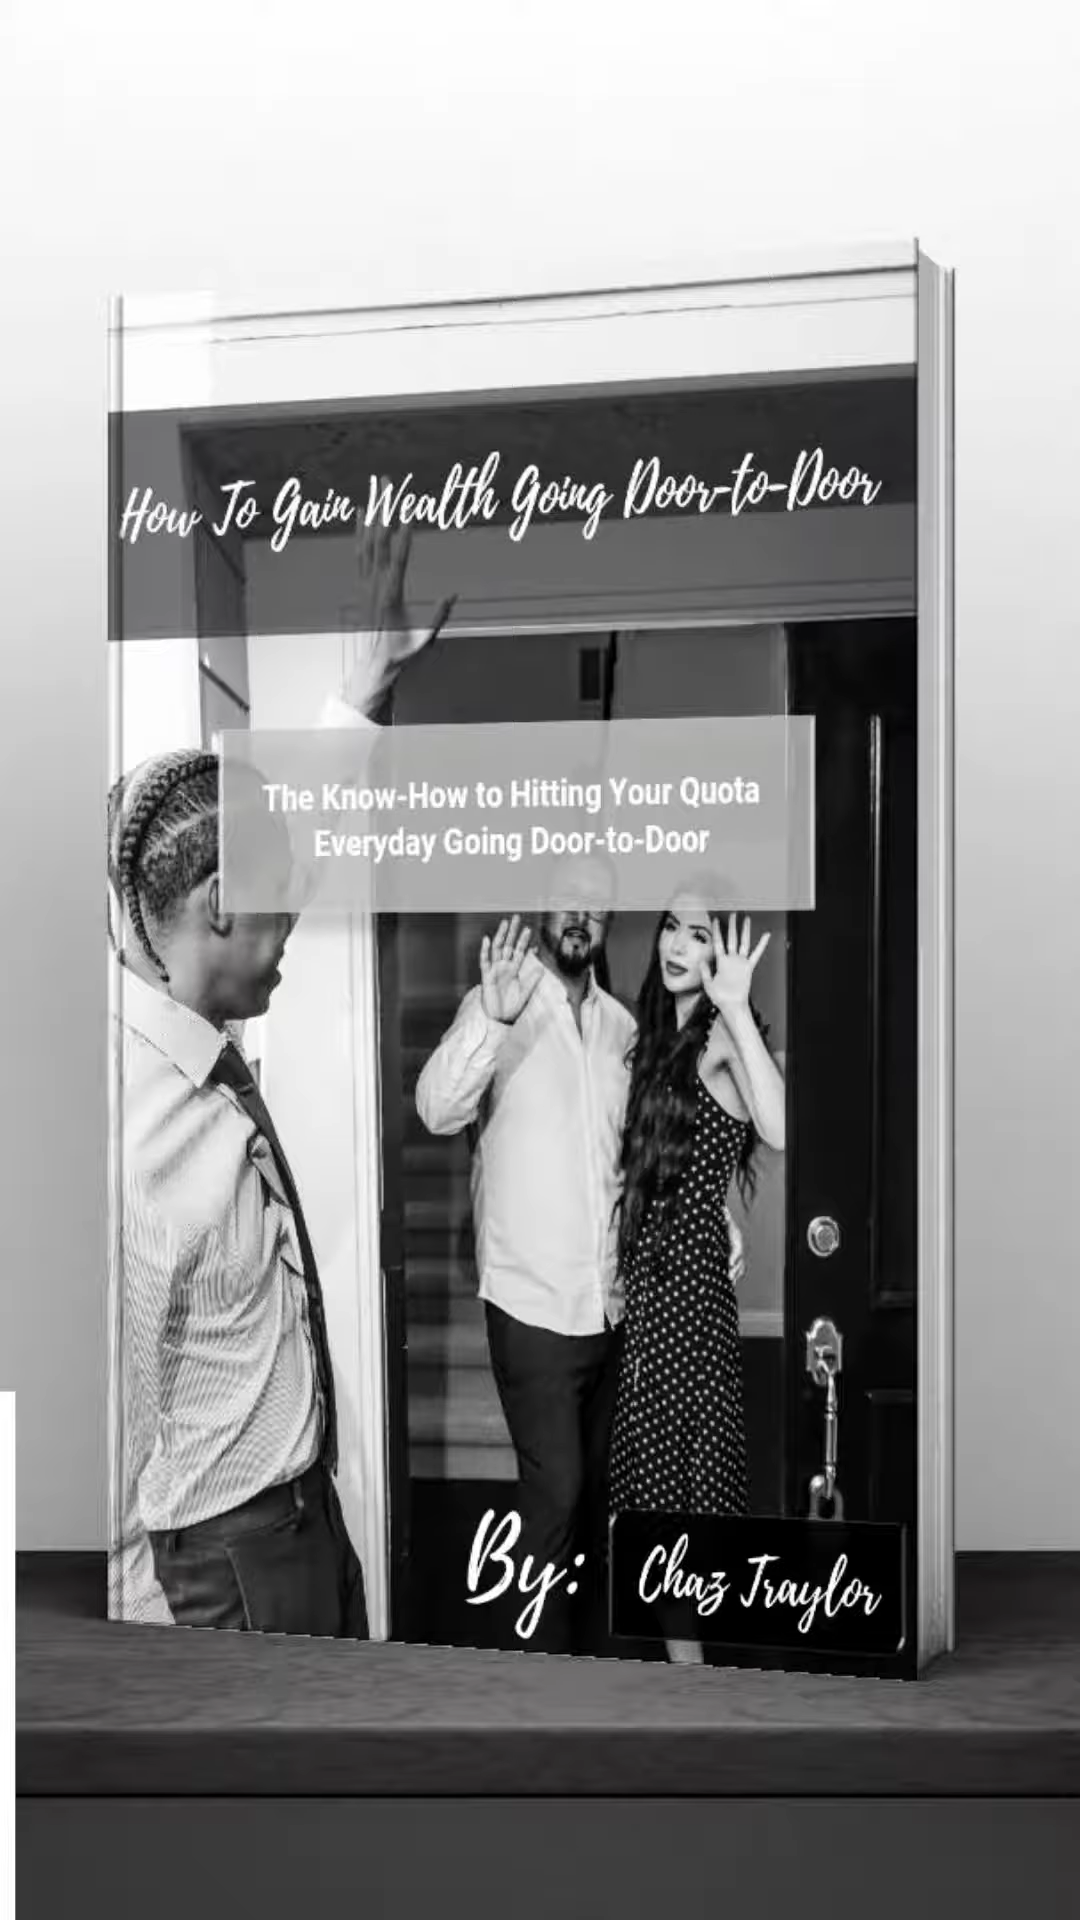 How To Gain Wealth Going Door-to-Door
The Know-How to Hitting Your Quota
Everyday Going Door-to-Door
By: Chaz Traylor